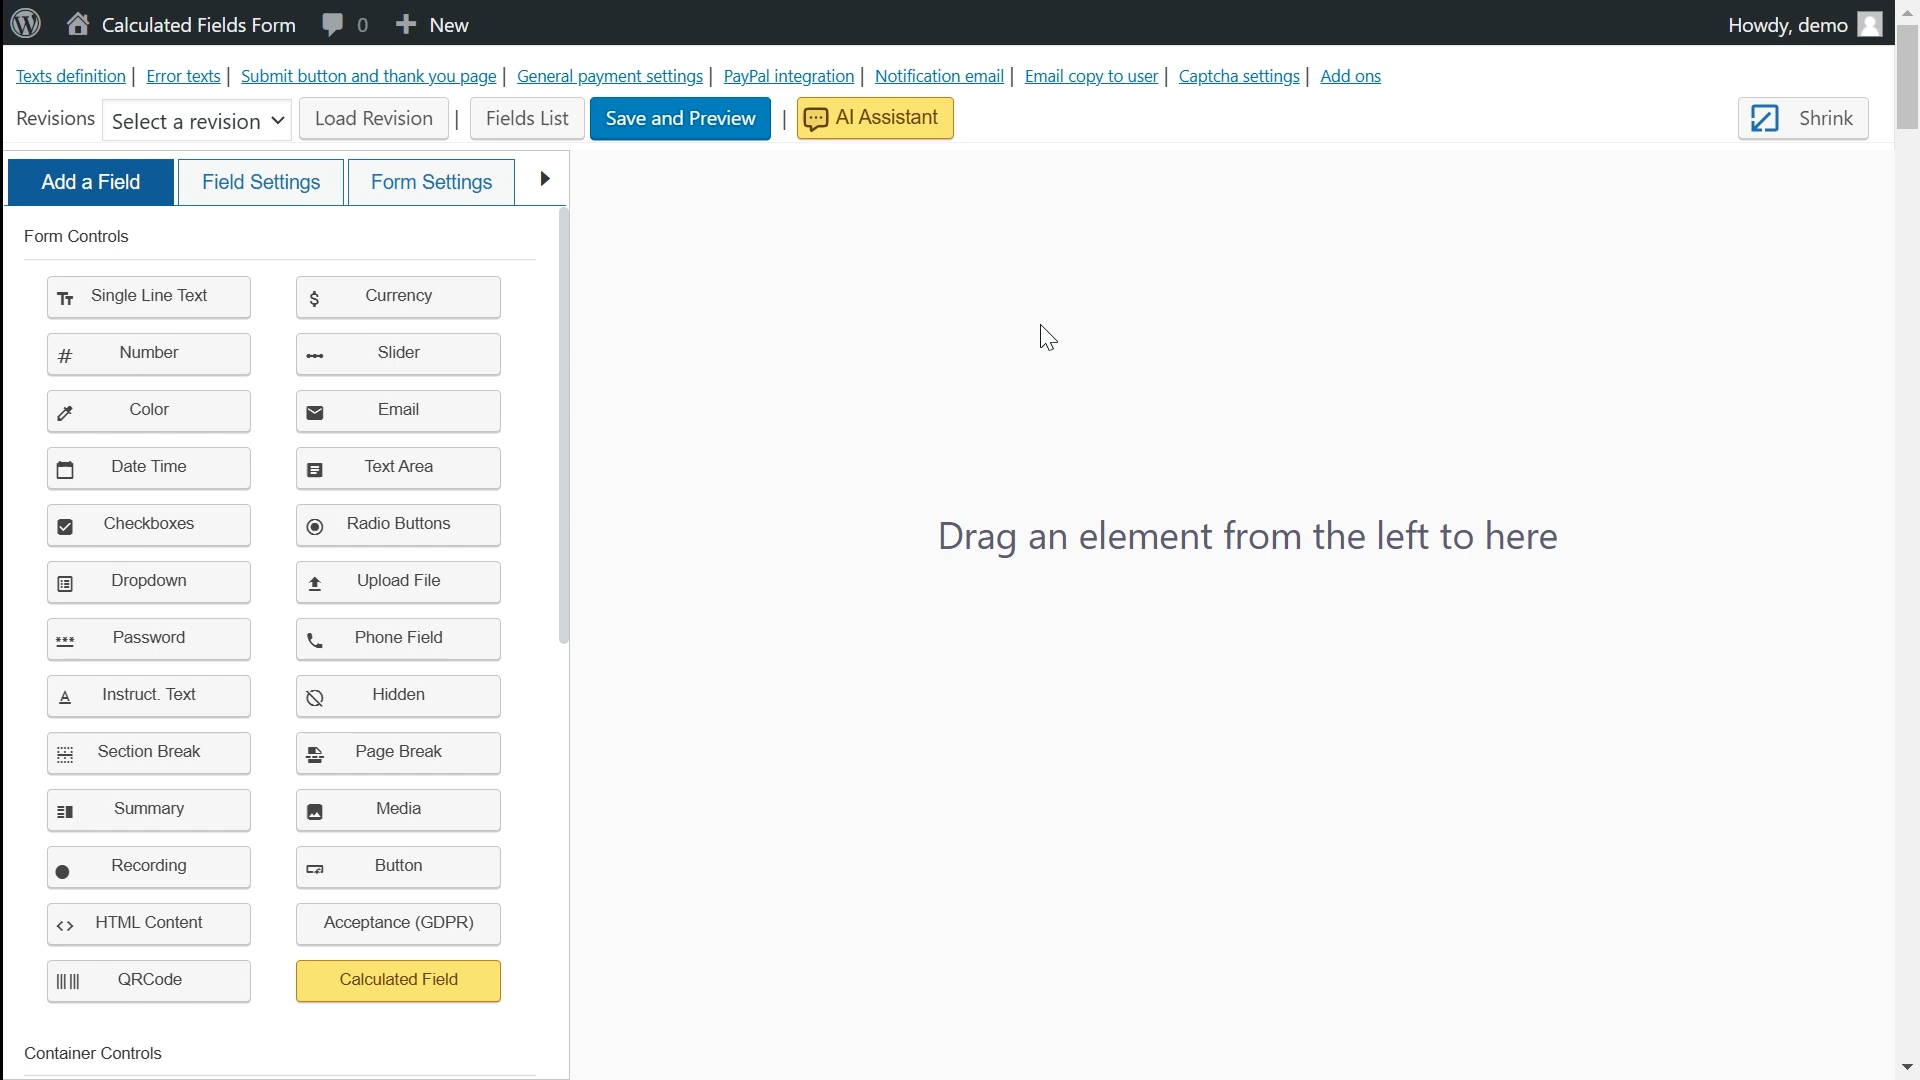 Calculated Fields Form 0 New Howdy, demo
Texts definition | Error texts | Submit button and thank you page | General payment settings | PayPal integration | Notification email | Email copy to user | Captcha settings | Add ons
Revisions Select a revision Load Revision | Fields List Save and Preview | AI Assistant Shrink
Add a Field Field Settings Form Settings
Form Controls
Single Line Text Currency
Number Slider
Color Email
Date Time Text Area
Checkboxes Radio Buttons
Drag an element from the left to here
Dropdown Upload File
Password Phone Field
Instruct. Text Hidden
Section Break Page Break
Summary Media
Recording Button
HTML Content Acceptance (GDPR)
QRCode Calculated Field
Container Controls